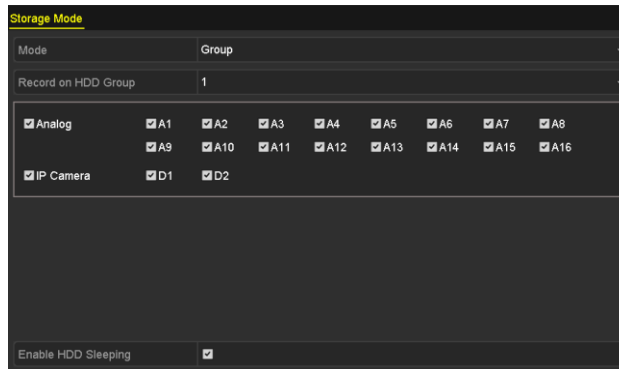 Storage Mode
Mode Group
Record on HDD Group 1
Analog A1 A2 A3 A4 A5 A6 A7 A8
A9 A10 A11 A12 A13 A14 A15 A16
IP Camera D1 D2
Enable HDD Sleeping